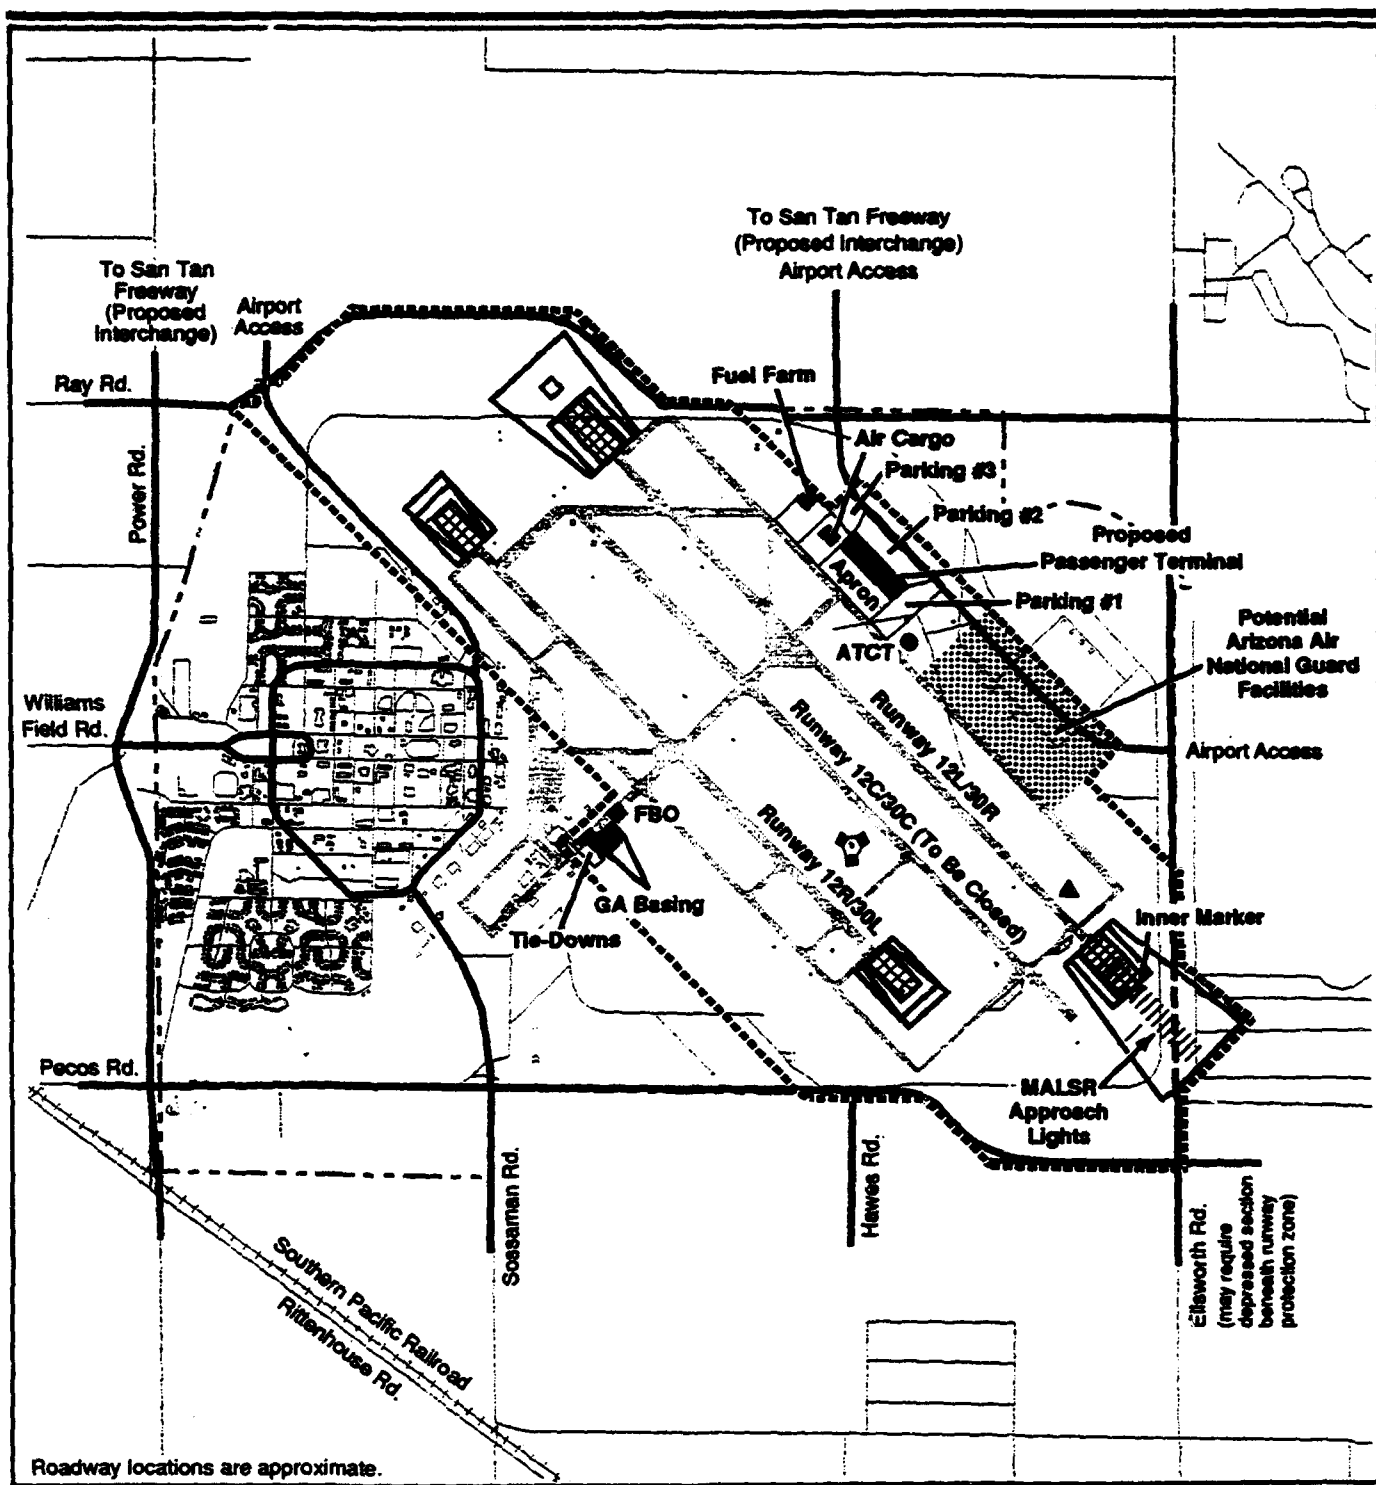 To San Tan Freeway
(Proposed Interchange)
Airport Access
To San Tan
Freeway
(Proposed
Interchange)
Airport
Access
Ray Rd.
Power Rd.
Fuel Farm
Air Cargo
Parking #3
Parking #2
Proposed
Passenger Terminal
Apron
Parking #1
ATCT
Potential
Arizona Air
National Guard
Facilities
Airport Access
Williams
Field Rd.
Runway 12L/30R
Runway 12C/30C (To Be Closed)
Runway 12R/30L
FBO
GA Basing
Tie-Downs
Inner Marker
MALSR
Approach
Lights
Pecos Rd.
Sossaman Rd.
Hawes Rd.
Ellsworth Rd.
(may require
depressed section
beneath runway
protection zone)
Southern Pacific Railroad
Rittenhouse Rd.
Roadway locations are approximate.